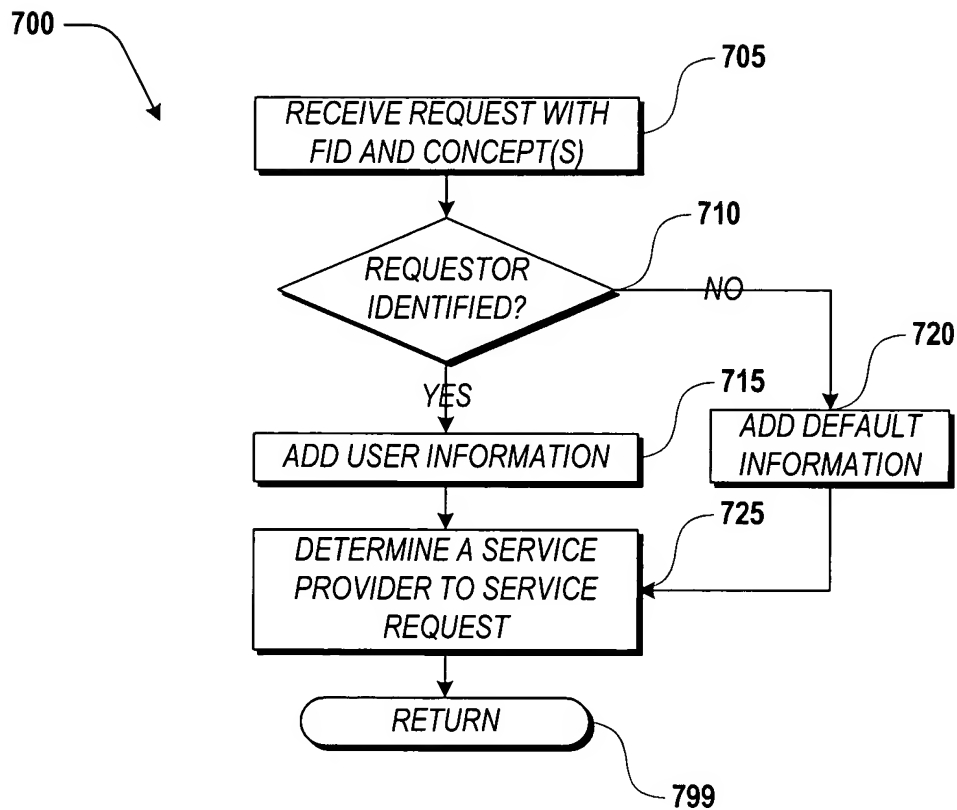 700
705
RECEIVE REQUEST WITH
FID AND CONCEPT(S)
710
REQUESTOR
IDENTIFIED?
NO
720
YES
715
ADD USER INFORMATION
ADD DEFAULT
INFORMATION
725
DETERMINE A SERVICE
PROVIDER TO SERVICE
REQUEST
RETURN
799